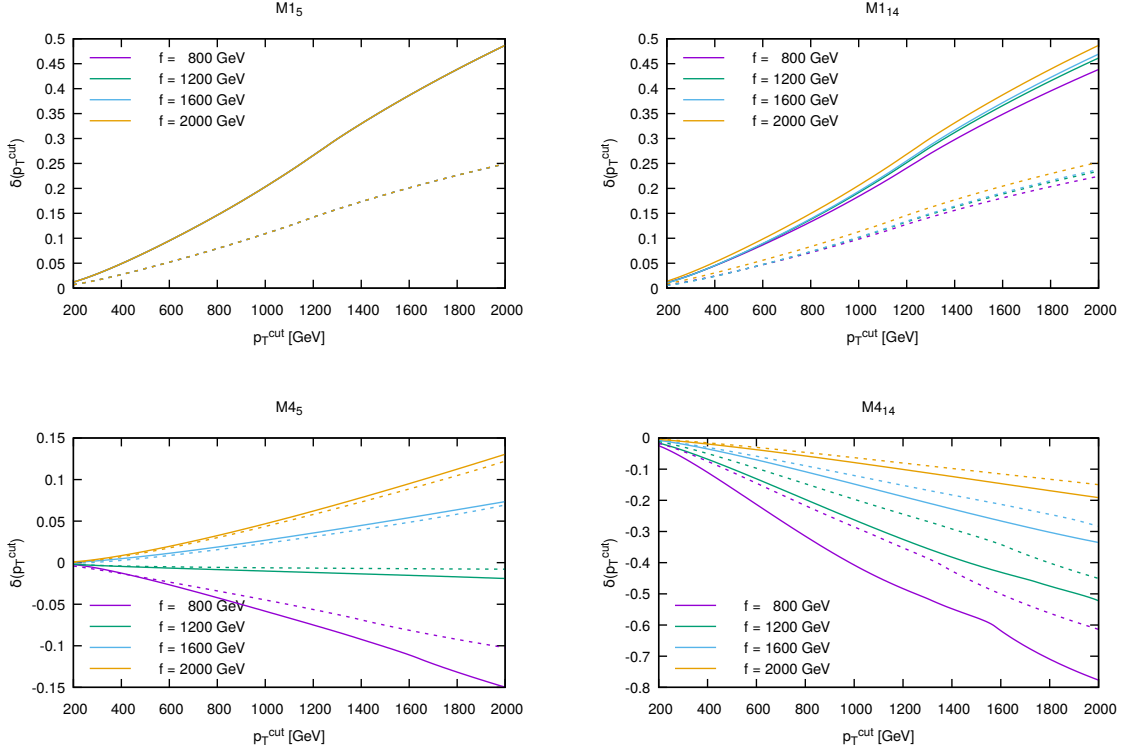 M1₅
δ(p_T^cut)
0.5
0.45
0.4
0.35
0.3
0.25
0.2
0.15
0.1
0.05
0
f = 800 GeV
f = 1200 GeV
f = 1600 GeV
f = 2000 GeV
200 400 600 800 1000 1200 1400 1600 1800 2000
p_T^cut [GeV]
M1₁₄
δ(p_T^cut)
0.5
0.45
0.4
0.35
0.3
0.25
0.2
0.15
0.1
0.05
0
f = 800 GeV
f = 1200 GeV
f = 1600 GeV
f = 2000 GeV
200 400 600 800 1000 1200 1400 1600 1800 2000
p_T^cut [GeV]
M4₅
δ(p_T^cut)
0.15
0.1
0.05
0
-0.05
-0.1
-0.15
f = 800 GeV
f = 1200 GeV
f = 1600 GeV
f = 2000 GeV
200 400 600 800 1000 1200 1400 1600 1800 2000
p_T^cut [GeV]
M4₁₄
δ(p_T^cut)
0
-0.1
-0.2
-0.3
-0.4
-0.5
-0.6
-0.7
-0.8
f = 800 GeV
f = 1200 GeV
f = 1600 GeV
f = 2000 GeV
200 400 600 800 1000 1200 1400 1600 1800 2000
p_T^cut [GeV]